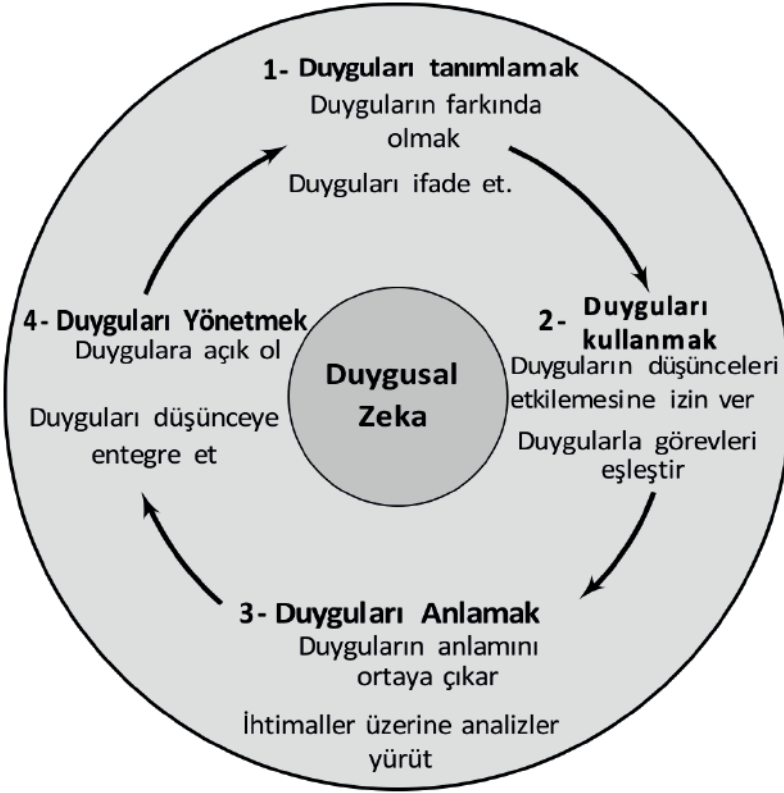 1- Duyguları tanımlamak
Duyguların farkında
olmak
Duyguları ifade et.
2- Duyguları
kullanmak
Duyguların düşünceleri
etkilemesine izin ver
Duygularla görevleri
eşleştir
3- Duyguları Anlamak
Duyguların anlamını
ortaya çıkar
İhtimaller üzerine analizler
yürüt
4- Duyguları Yönetmek
Duygulara açık ol
Duyguları düşünceye
entegre et
Duygusal
Zeka